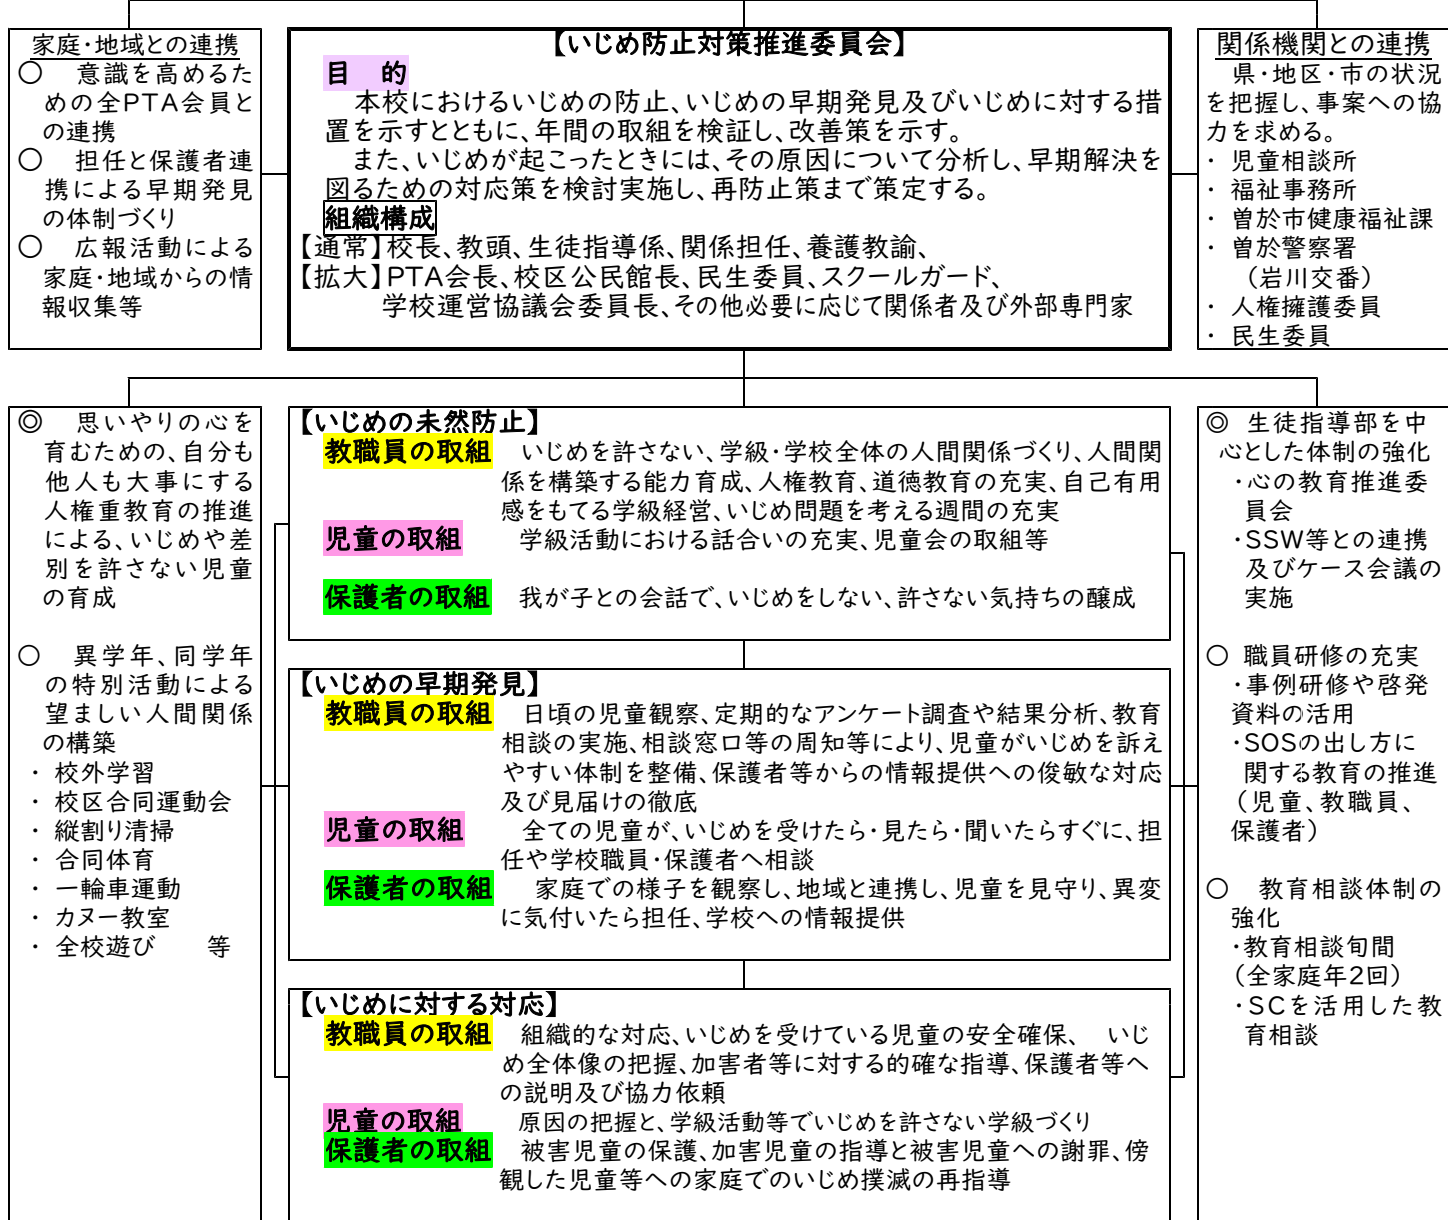 家庭・地域との連携
○ 意識を高めるた
めの全PTA会員と
の連携
○ 担任と保護者連
携による早期発見
の体制づくり
○ 広報活動による
家庭・地域からの情
報収集等
【いじめ防止対策推進委員会】
目 的
本校におけるいじめの防止、いじめの早期発見及びいじめに対する措
置を示すとともに、年間の取組を検証し、改善策を示す。
また、いじめが起こったときには、その原因について分析し、早期解決を
図るための対応策を検討実施し、再防止策まで策定する。
組織構成
【通常】校長、教頭、生徒指導係、関係担任、養護教諭、
【拡大】PTA会長、校区公民館長、民生委員、スクールガード、
学校運営協議会委員長、その他必要に応じて関係者及び外部専門家
関係機関との連携
県・地区・市の状況
を把握し、事案への協
力を求める。
・ 児童相談所
・ 福祉事務所
・ 曽於市健康福祉課
・ 曽於警察署
（岩川交番）
・ 人権擁護委員
・ 民生委員
◎ 思いやりの心を
育むための、自分も
他人も大事にする
人権重教育の推進
による、いじめや差
別を許さない児童
の育成
○ 異学年、同学年
の特別活動による
望ましい人間関係
の構築
・ 校外学習
・ 校区合同運動会
・ 縦割り清掃
・ 合同体育
・ 一輪車運動
・ カヌー教室
・ 全校遊び 等
【いじめの未然防止】
教職員の取組 いじめを許さない、学級・学校全体の人間関係づくり、人間関
係を構築する能力育成、人権教育、道徳教育の充実、自己有用
感をもてる学級経営、いじめ問題を考える週間の充実
児童の取組 学級活動における話合いの充実、児童会の取組等
保護者の取組 我が子との会話で、いじめをしない、許さない気持ちの醸成
【いじめの早期発見】
教職員の取組 日頃の児童観察、定期的なアンケート調査や結果分析、教育
相談の実施、相談窓口等の周知等により、児童がいじめを訴え
やすい体制を整備、保護者等からの情報提供への俊敏な対応
及び見届けの徹底
児童の取組 全ての児童が、いじめを受けたら・見たら・聞いたらすぐに、担
任や学校職員・保護者へ相談
保護者の取組 家庭での様子を観察し、地域と連携し、児童を見守り、異変
に気付いたら担任、学校への情報提供
【いじめに対する対応】
教職員の取組 組織的な対応、いじめを受けている児童の安全確保、 いじ
め全体像の把握、加害者等に対する的確な指導、保護者等へ
の説明及び協力依頼
児童の取組 原因の把握と、学級活動等でいじめを許さない学級づくり
保護者の取組 被害児童の保護、加害児童の指導と被害児童への謝罪、傍
観した児童等への家庭でのいじめ撲滅の再指導
◎ 生徒指導部を中
心とした体制の強化
・心の教育推進委
員会
・SSW等との連携
及びケース会議の
実施
○ 職員研修の充実
・事例研修や啓発
資料の活用
・SOSの出し方に
関する教育の推進
（児童、教職員、
保護者）
○ 教育相談体制の
強化
・教育相談旬間
（全家庭年2回）
・SCを活用した教
育相談